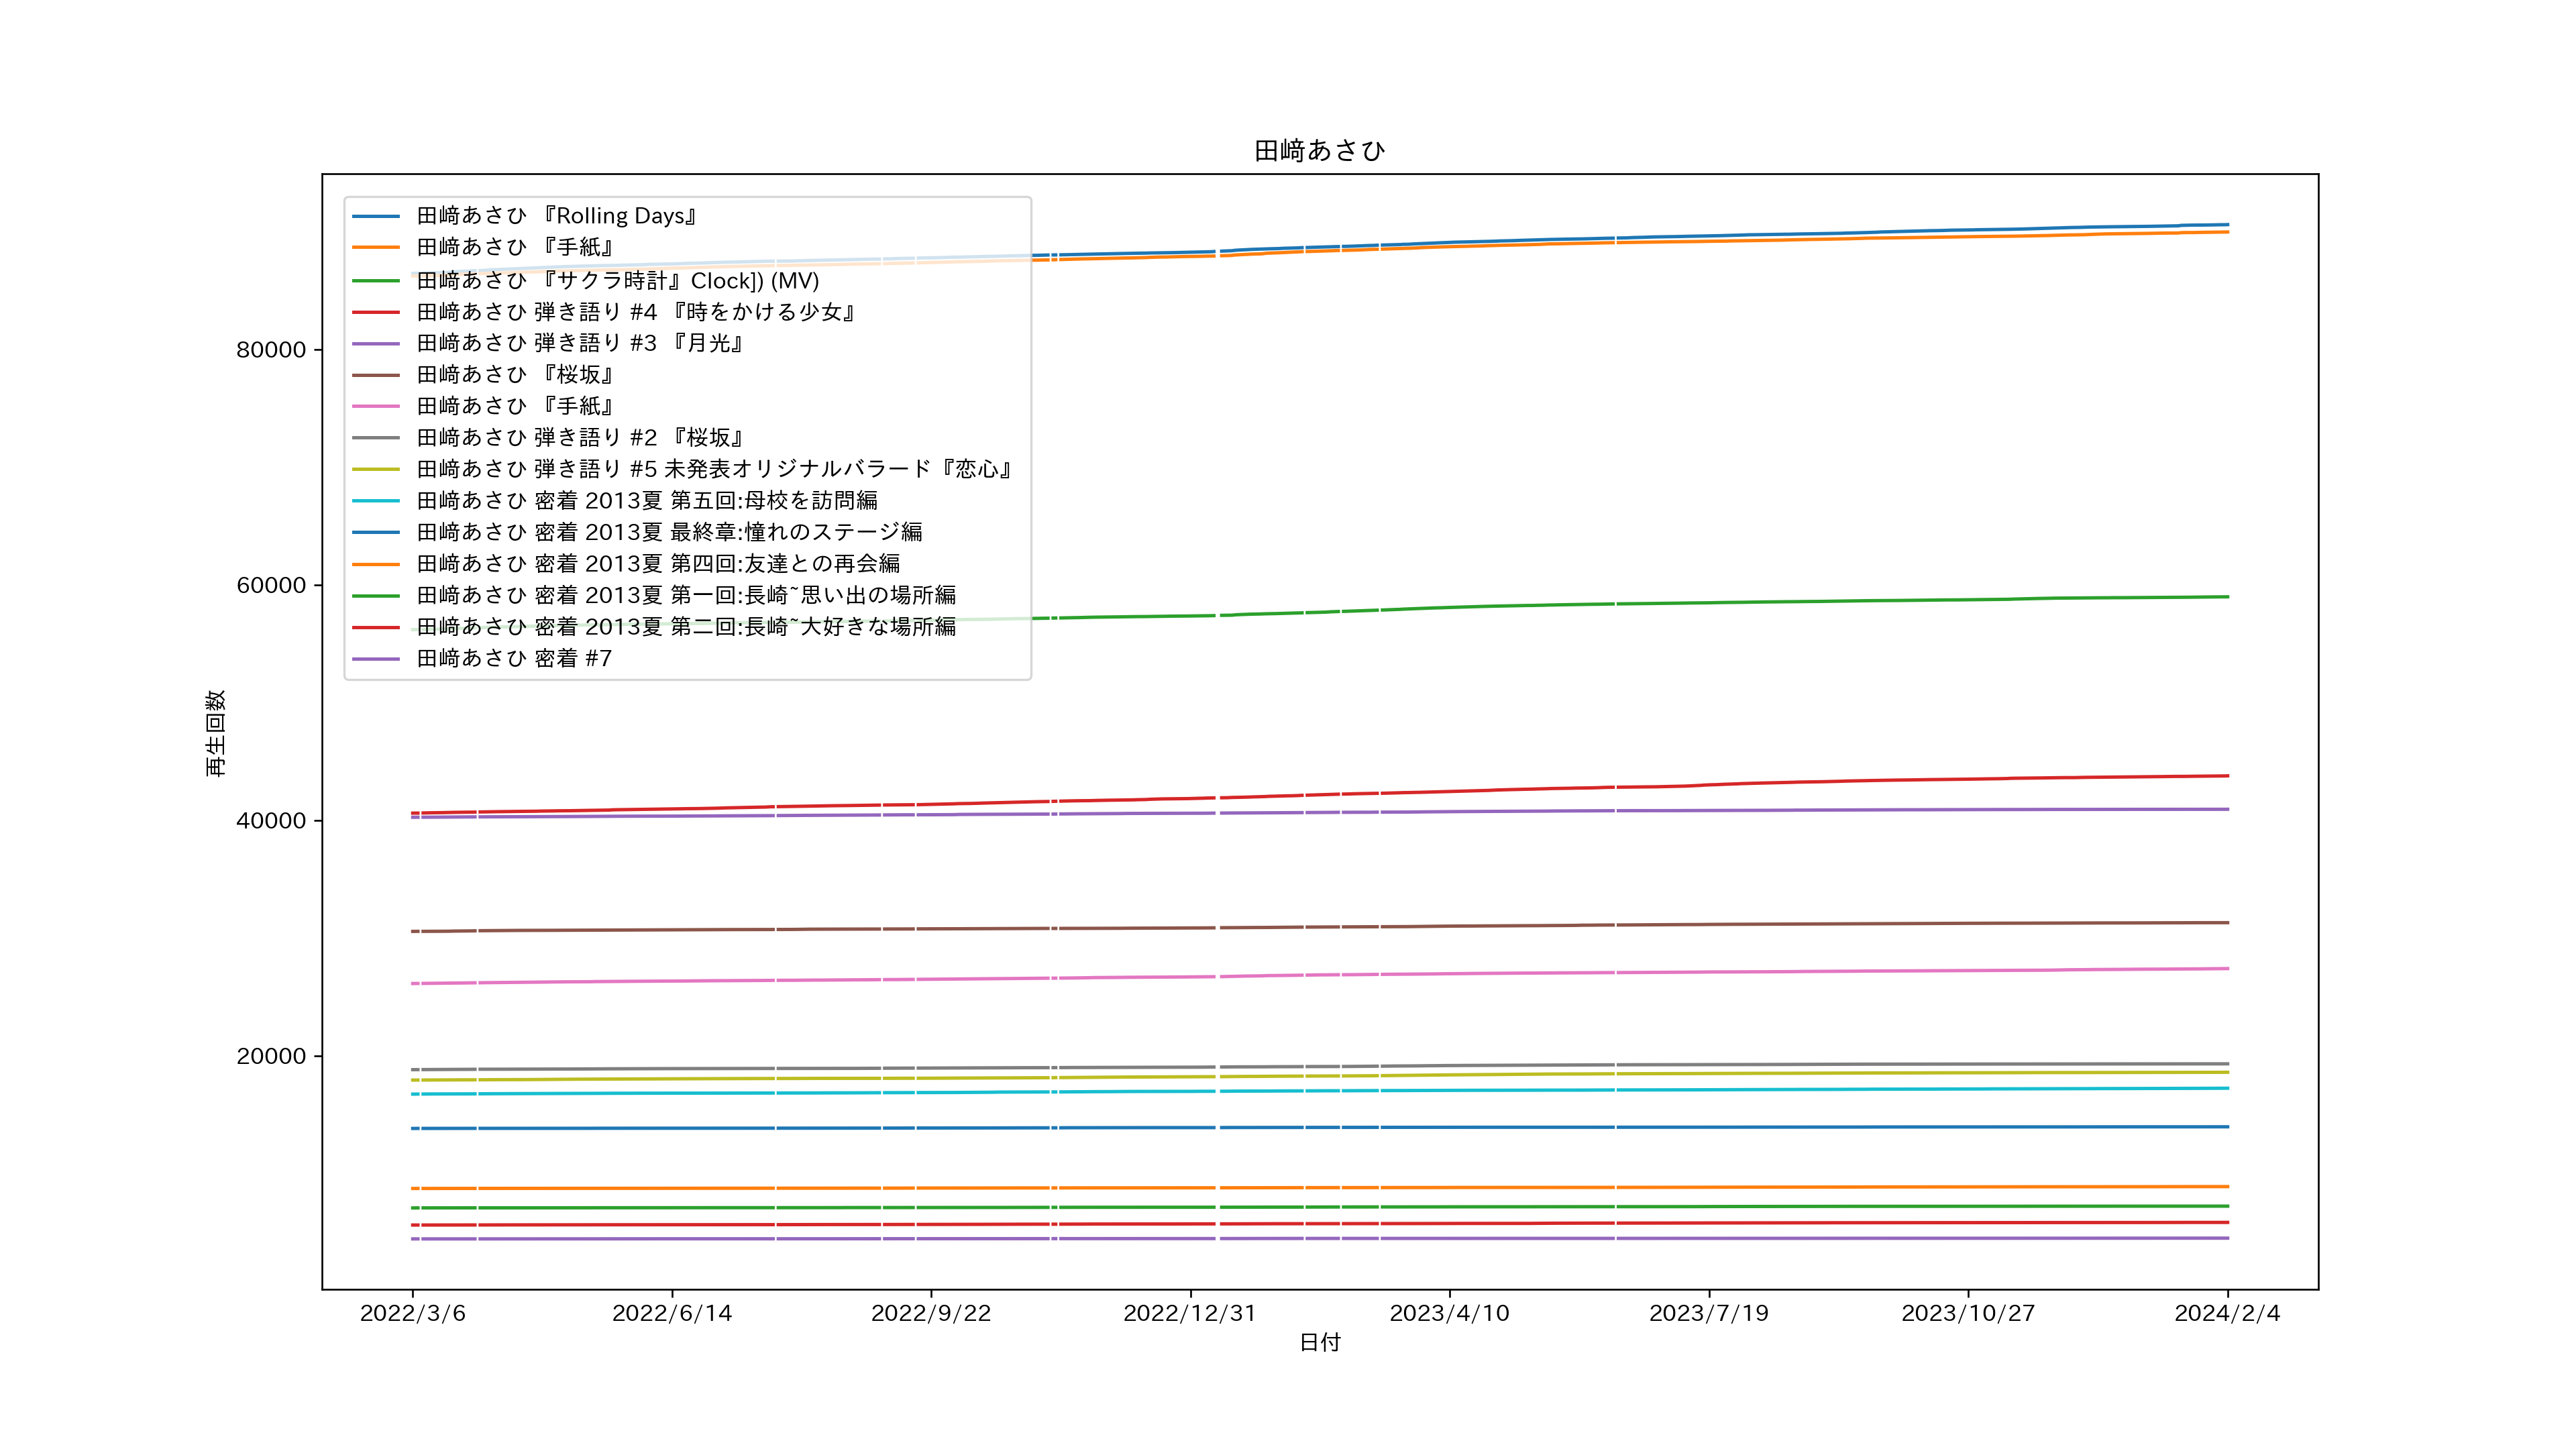 田﨑あさひ
田﨑あさひ 『Rolling Days』
田﨑あさひ 『手紙』
田﨑あさひ 『サクラ時計』Clock]) (MV)
田﨑あさひ 弾き語り #4 『時をかける少女』
田﨑あさひ 弾き語り #3 『月光』
田﨑あさひ 『桜坂』
田﨑あさひ 『手紙』
田﨑あさひ 弾き語り #2 『桜坂』
田﨑あさひ 弾き語り #5 未発表オリジナルバラード『恋心』
田﨑あさひ 密着 2013夏 第五回:母校を訪問編
田﨑あさひ 密着 2013夏 最終章:憧れのステージ編
田﨑あさひ 密着 2013夏 第四回:友達との再会編
田﨑あさひ 密着 2013夏 第一回:長崎~思い出の場所編
田﨑あさひ 密着 2013夏 第二回:長崎~大好きな場所編
田﨑あさひ 密着 #7
80000
60000
40000
20000
再生回数
2022/3/6 2022/6/14 2022/9/22 2022/12/31 2023/4/10 2023/7/19 2023/10/27 2024/2/4
日付